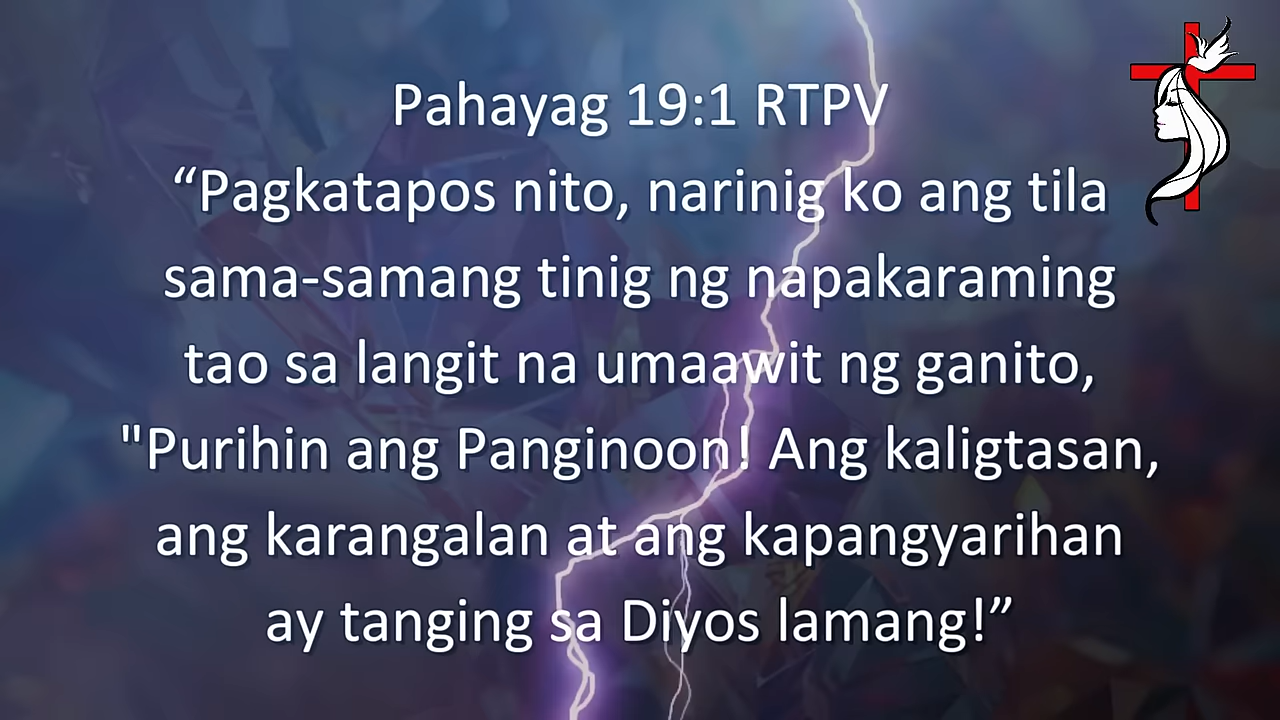 Pahayag 19:1 RTPV
“Pagkatapos nito, narinig ko ang tila
sama-samang tinig ng napakaraming
tao sa langit na umaawit ng ganito,
"Purihin ang Panginoon! Ang kaligtasan,
ang karangalan at ang kapangyarihan
ay tanging sa Diyos lamang!”